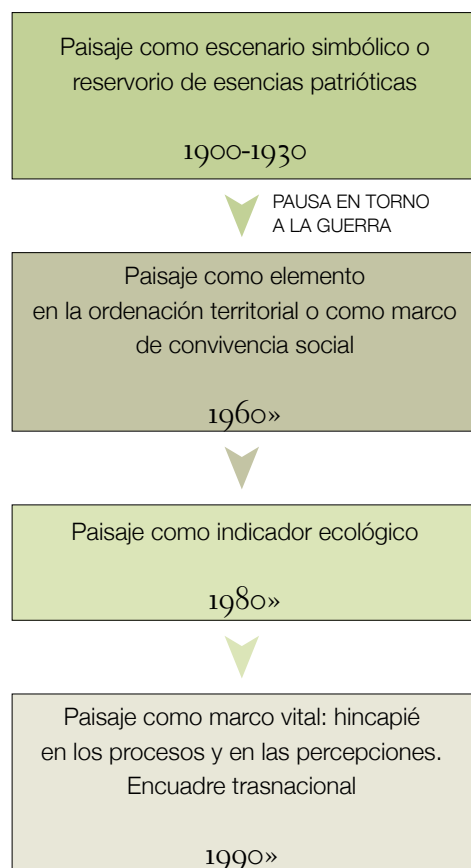 Paisaje como escenario simbólico o
reservorio de esencias patrióticas
1900-1930
PAUSA EN TORNO
A LA GUERRA
Paisaje como elemento
en la ordenación territorial o como marco
de convivencia social
1960»
Paisaje como indicador ecológico
1980»
Paisaje como marco vital: hincapié
en los procesos y en las percepciones.
Encuadre trasnacional
1990»